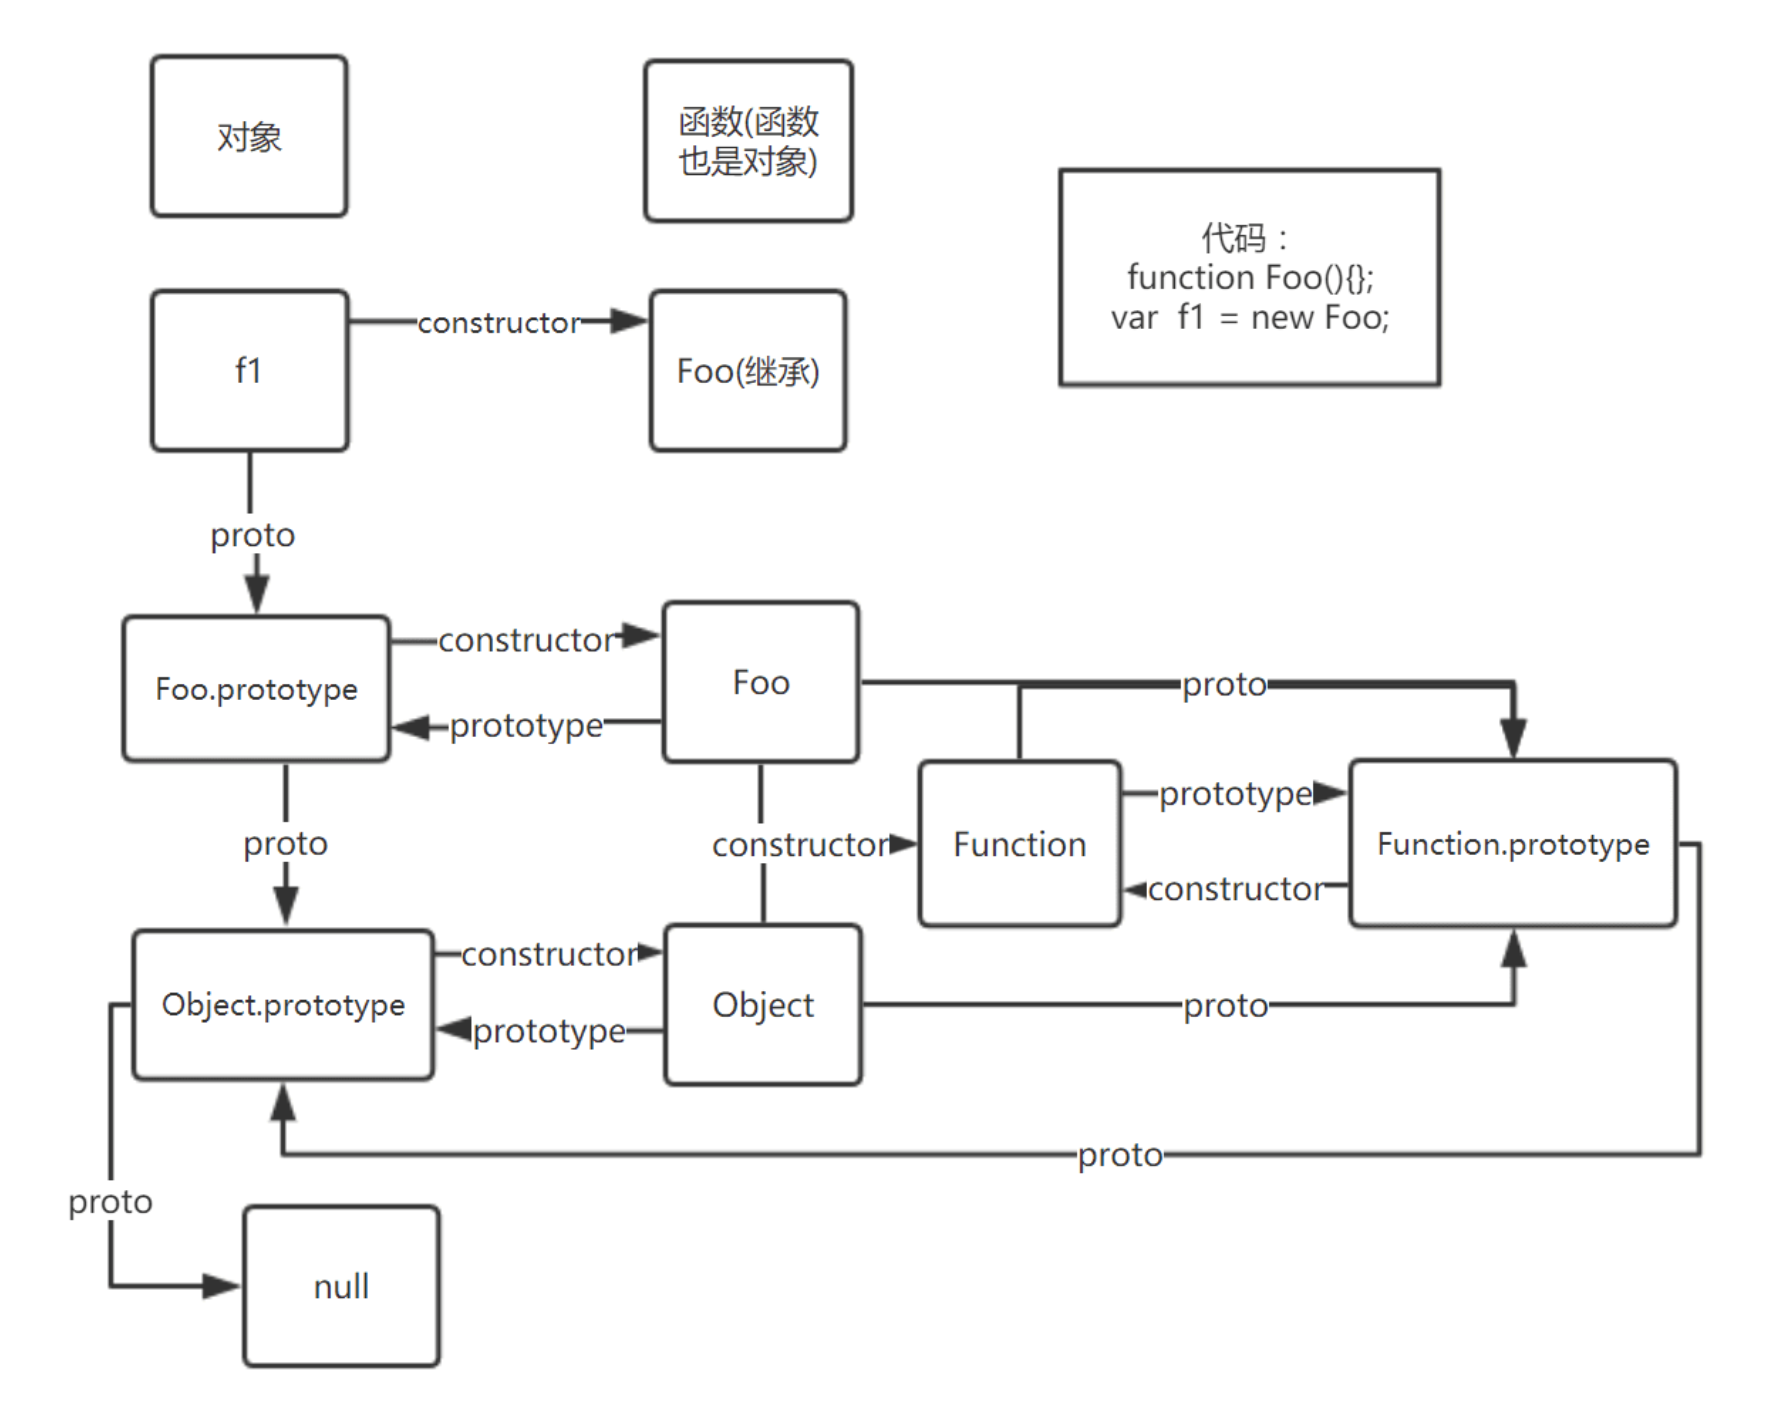 对象
函数(函数
也是对象)
代码：
function Foo(){};
var  f1 = new Foo;
f1
constructor
Foo(继承)
proto
Foo.prototype
constructor
prototype
Foo
proto
proto
constructor
Function
prototype
constructor
Function.prototype
Object.prototype
constructor
prototype
Object
proto
proto
proto
null